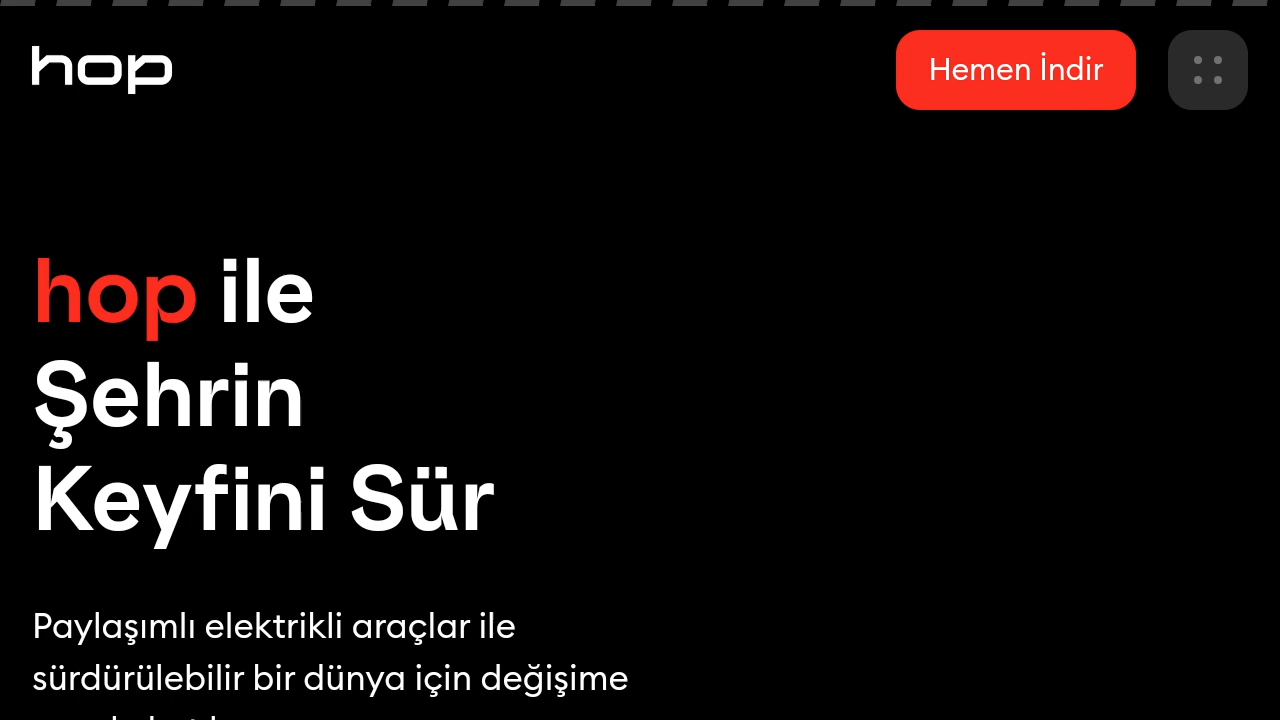 hop
Hemen İndir
hop ile
Şehrin
Keyfini Sür
Paylaşımlı elektrikli araçlar ile
sürdürülebilir bir dünya için değişime